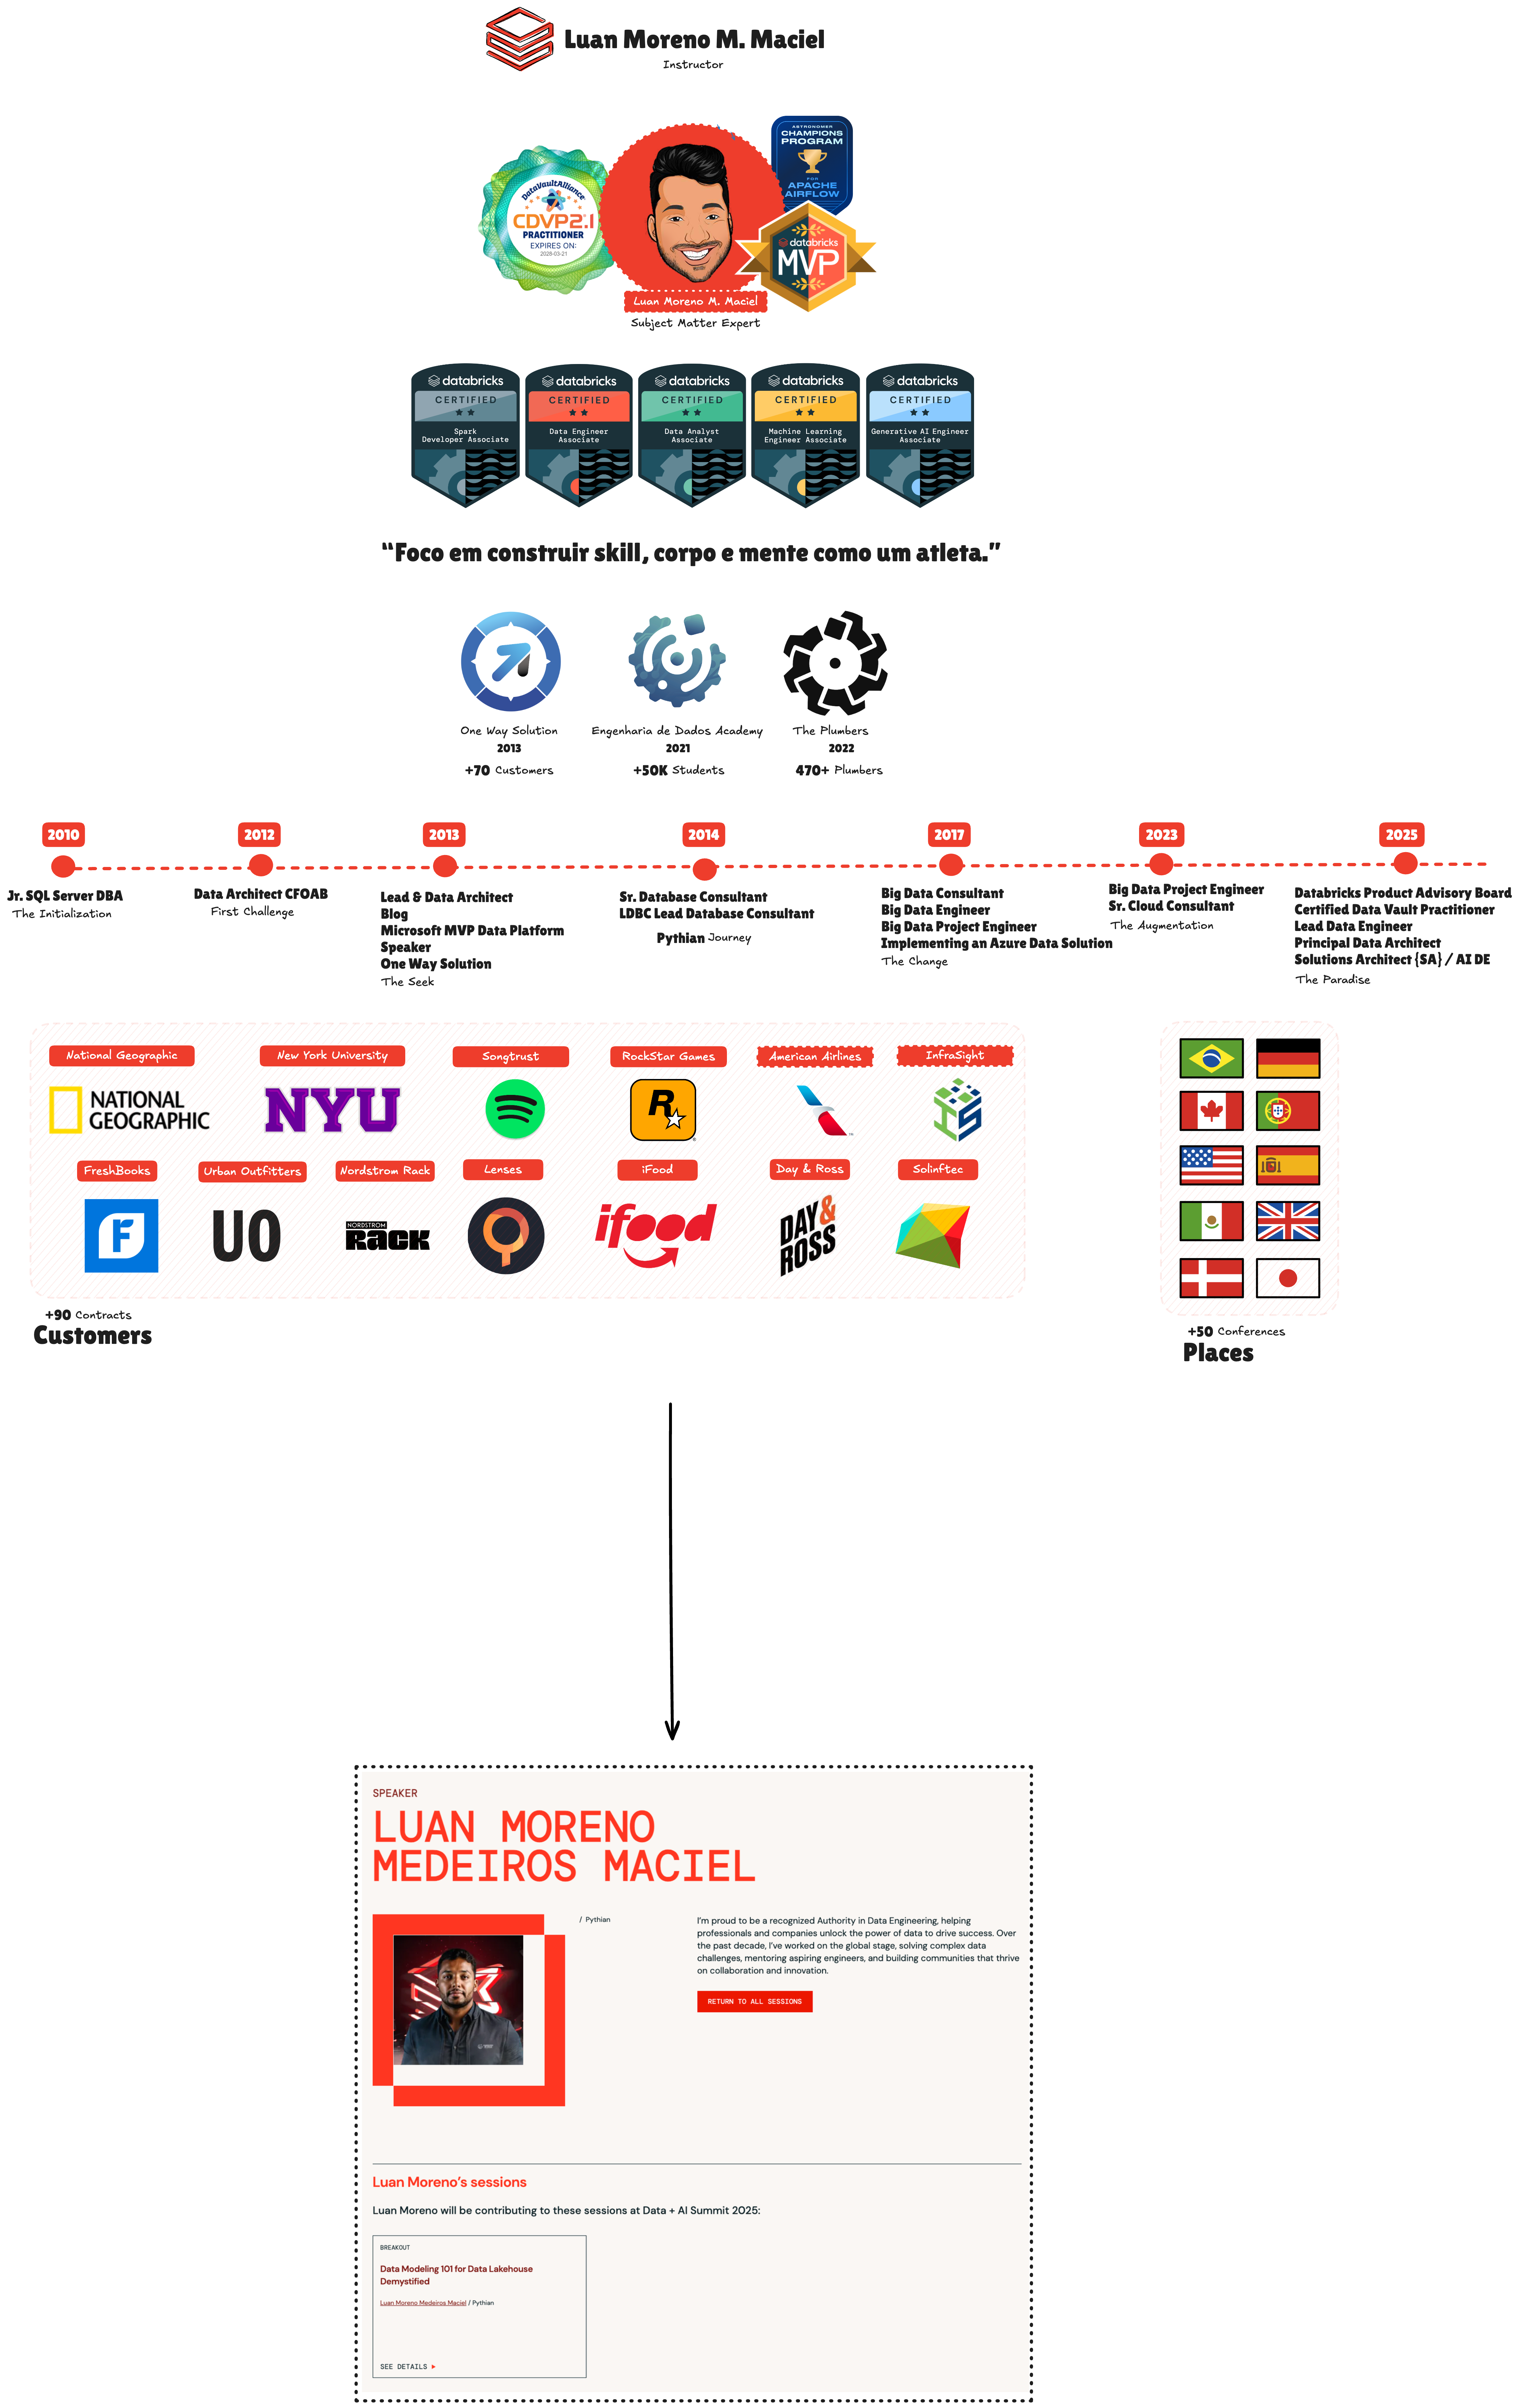 Luan Moreno M. Maciel
Instructor
ASTRONOMER
CHAMPIONS
PROGRAM
FOR
APACHE
AIRFLOW
DataVaultAlliance
CDVP2.1
PRACTITIONER
EXPIRES ON:
2028-03-21
databricks
MVP
Luan Moreno M. Maciel
Subject Matter Expert
databricks
CERTIFIED
Spark
Developer Associate
databricks
CERTIFIED
Data Engineer
Associate
databricks
CERTIFIED
Data Analyst
Associate
databricks
CERTIFIED
Machine Learning
Engineer Associate
databricks
CERTIFIED
Generative AI Engineer
Associate
“Foco em construir skill, corpo e mente como um atleta.”
One Way Solution
2013
+70 Customers
Engenharia de Dados Academy
2021
+50K Students
The Plumbers
2022
470+ Plumbers
2010
Jr. SQL Server DBA
The Initialization
2012
Data Architect CFOAB
First Challenge
2013
Lead & Data Architect
Blog
Microsoft MVP Data Platform
Speaker
One Way Solution
The Seek
2014
Sr. Database Consultant
LDBC Lead Database Consultant
Pythian Journey
2017
Big Data Consultant
Big Data Engineer
Big Data Project Engineer
Implementing an Azure Data Solution
The Change
2023
Big Data Project Engineer
Sr. Cloud Consultant
The Augmentation
2025
Databricks Product Advisory Board
Certified Data Vault Practitioner
Lead Data Engineer
Principal Data Architect
Solutions Architect {SA} / AI DE
The Paradise
National Geographic
NATIONAL
GEOGRAPHIC
New York University
NYU
Songtrust
RockStar Games
R
American Airlines
InfraSight
IS
FreshBooks
F
Urban Outfitters
UO
Nordstrom Rack
NORDSTROM
RACK
Lenses
iFood
ifood
Day & Ross
DAY &
ROSS
Solinftec
+90 Contracts
Customers
+50 Conferences
Places
SPEAKER
LUAN MORENO
MEDEIROS MACIEL
/ Pythian
I'm proud to be a recognized Authority in Data Engineering, helping
professionals and companies unlock the power of data to drive success. Over
the past decade, I've worked on the global stage, solving complex data
challenges, mentoring aspiring engineers, and building communities that thrive
on collaboration and innovation.
RETURN TO ALL SESSIONS
Luan Moreno's sessions
Luan Moreno will be contributing to these sessions at Data + AI Summit 2025:
BREAKOUT
Data Modeling 101 for Data Lakehouse
Demystified
Luan Moreno Medeiros Maciel / Pythian
SEE DETAILS